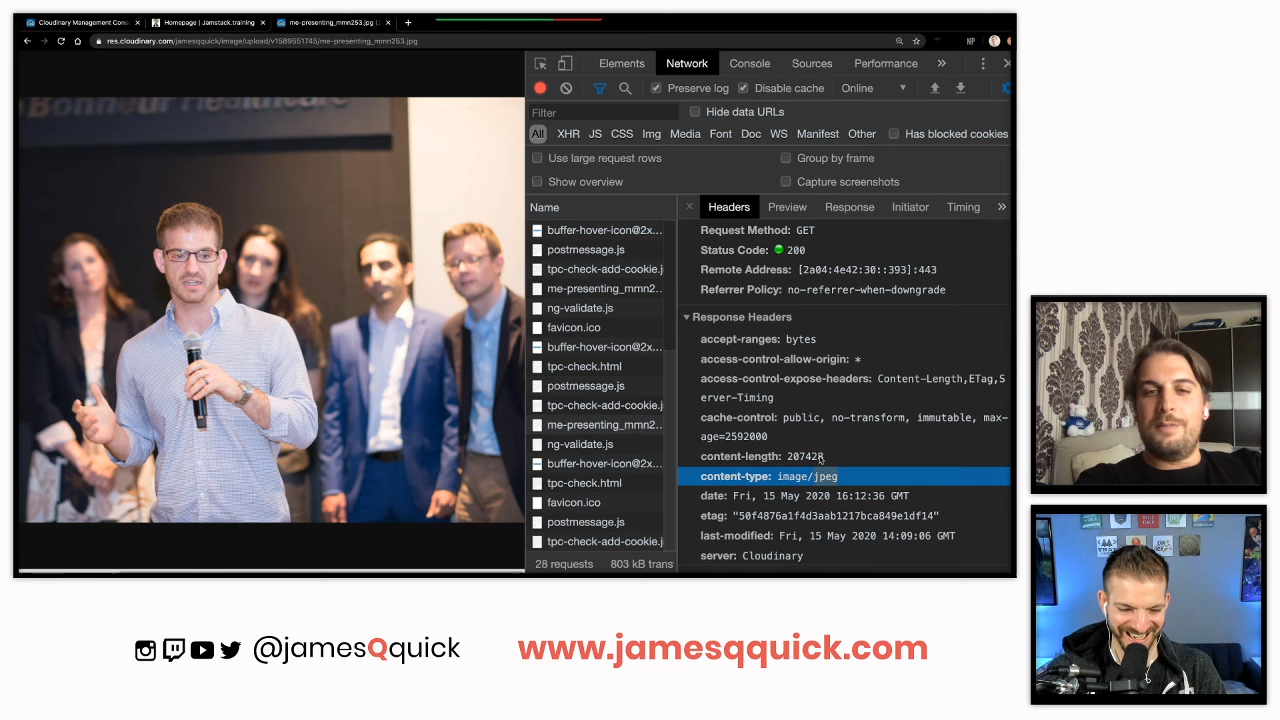 Cloudinary Management Cons
Homepage | Jamstack.training
me-presenting_mmn253.jpg (2
res.cloudinary.com/jamesqquick/image/upload/v1589551745/me-presenting_mmn253.jpg
NP
Bonheur Healthcare
Elements
Network
Console
Sources
Performance
Preserve log
Disable cache
Online
Filter
Hide data URLs
All
XHR
JS
CSS
Img
Media
Font
Doc
WS
Manifest
Other
Has blocked cookies
Use large request rows
Group by frame
Show overview
Capture screenshots
Name
buffer-hover-icon@2x...
postmessage.js
tpc-check-add-cookie.j
me-presenting_mmn2...
ng-validate.js
favicon.ico
buffer-hover-icon@2x...
tpc-check.html
postmessage.js
tpc-check-add-cookie.j
me-presenting_mmn2...
ng-validate.js
buffer-hover-icon@2x...
tpc-check.html
favicon.ico
postmessage.js
tpc-check-add-cookie.j
28 requests
803 kB trans
Headers
Preview
Response
Initiator
Timing
Request Method: GET
Status Code: 200
Remote Address: [2a04:4e42:30::393]:443
Referrer Policy: no-referrer-when-downgrade
Response Headers
accept-ranges: bytes
access-control-allow-origin: *
access-control-expose-headers: Content-Length,ETag,S
erver-Timing
cache-control: public, no-transform, immutable, max-
age=2592000
content-length: 207428
content-type: image/jpeg
date: Fri, 15 May 2020 16:12:36 GMT
etag: "50f4876a1f4d3aab1217bca849e1df14"
last-modified: Fri, 15 May 2020 14:09:06 GMT
server: Cloudinary
@jamesQquick
www.jamesqquick.com